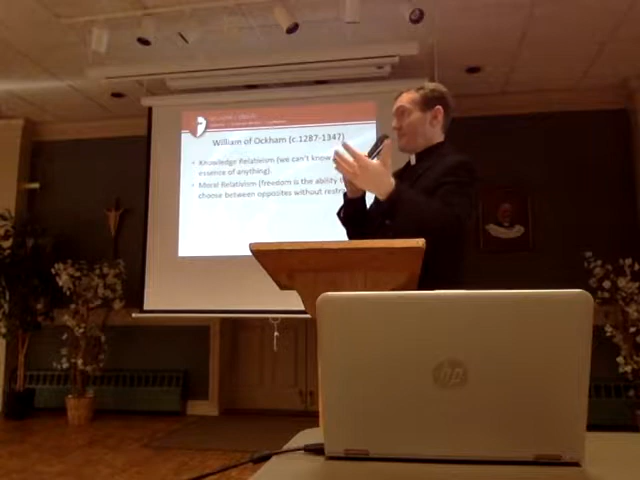 William of Ockham (c.1287-1347)
• Knowledge Relativism (we can't know
essence of anything).
• Moral Relativism (freedom is the ability
choose between opposites without
hp